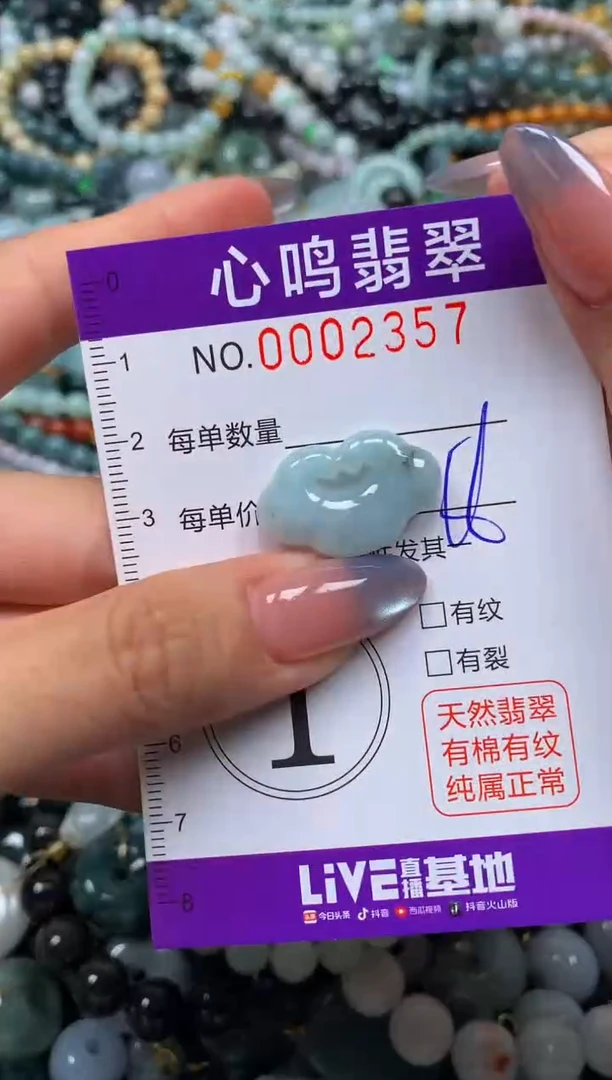 心鸣翡翠
NO.0002357
0
1
2
3
6
7
8
每单数量
每单价
发其一
□有纹
□有裂
1
天然翡翠
有棉有纹
纯属正常
LIVE直播基地
头条 今日头条 抖音 西瓜视频 抖音火山版